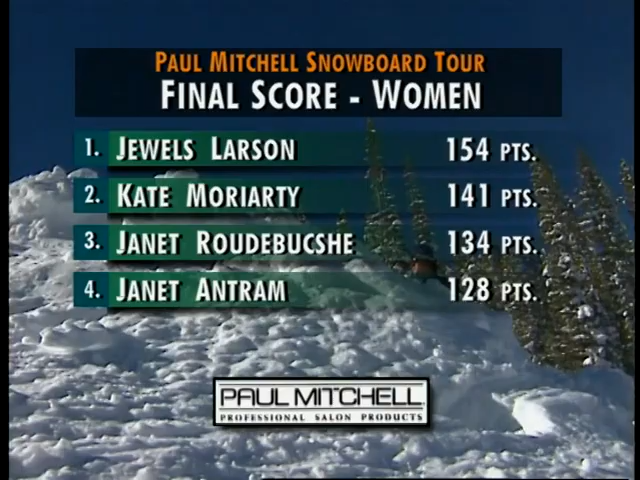 PAUL MITCHELL SNOWBOARD TOUR
FINAL SCORE - WOMEN
1. JEWELS LARSON 154 PTS.
2. KATE MORIARTY 141 PTS.
3. JANET ROUDEBUCSHE 134 PTS.
4. JANET ANTRAM 128 PTS.
PAUL MITCHELL
PROFESSIONAL SALON PRODUCTS